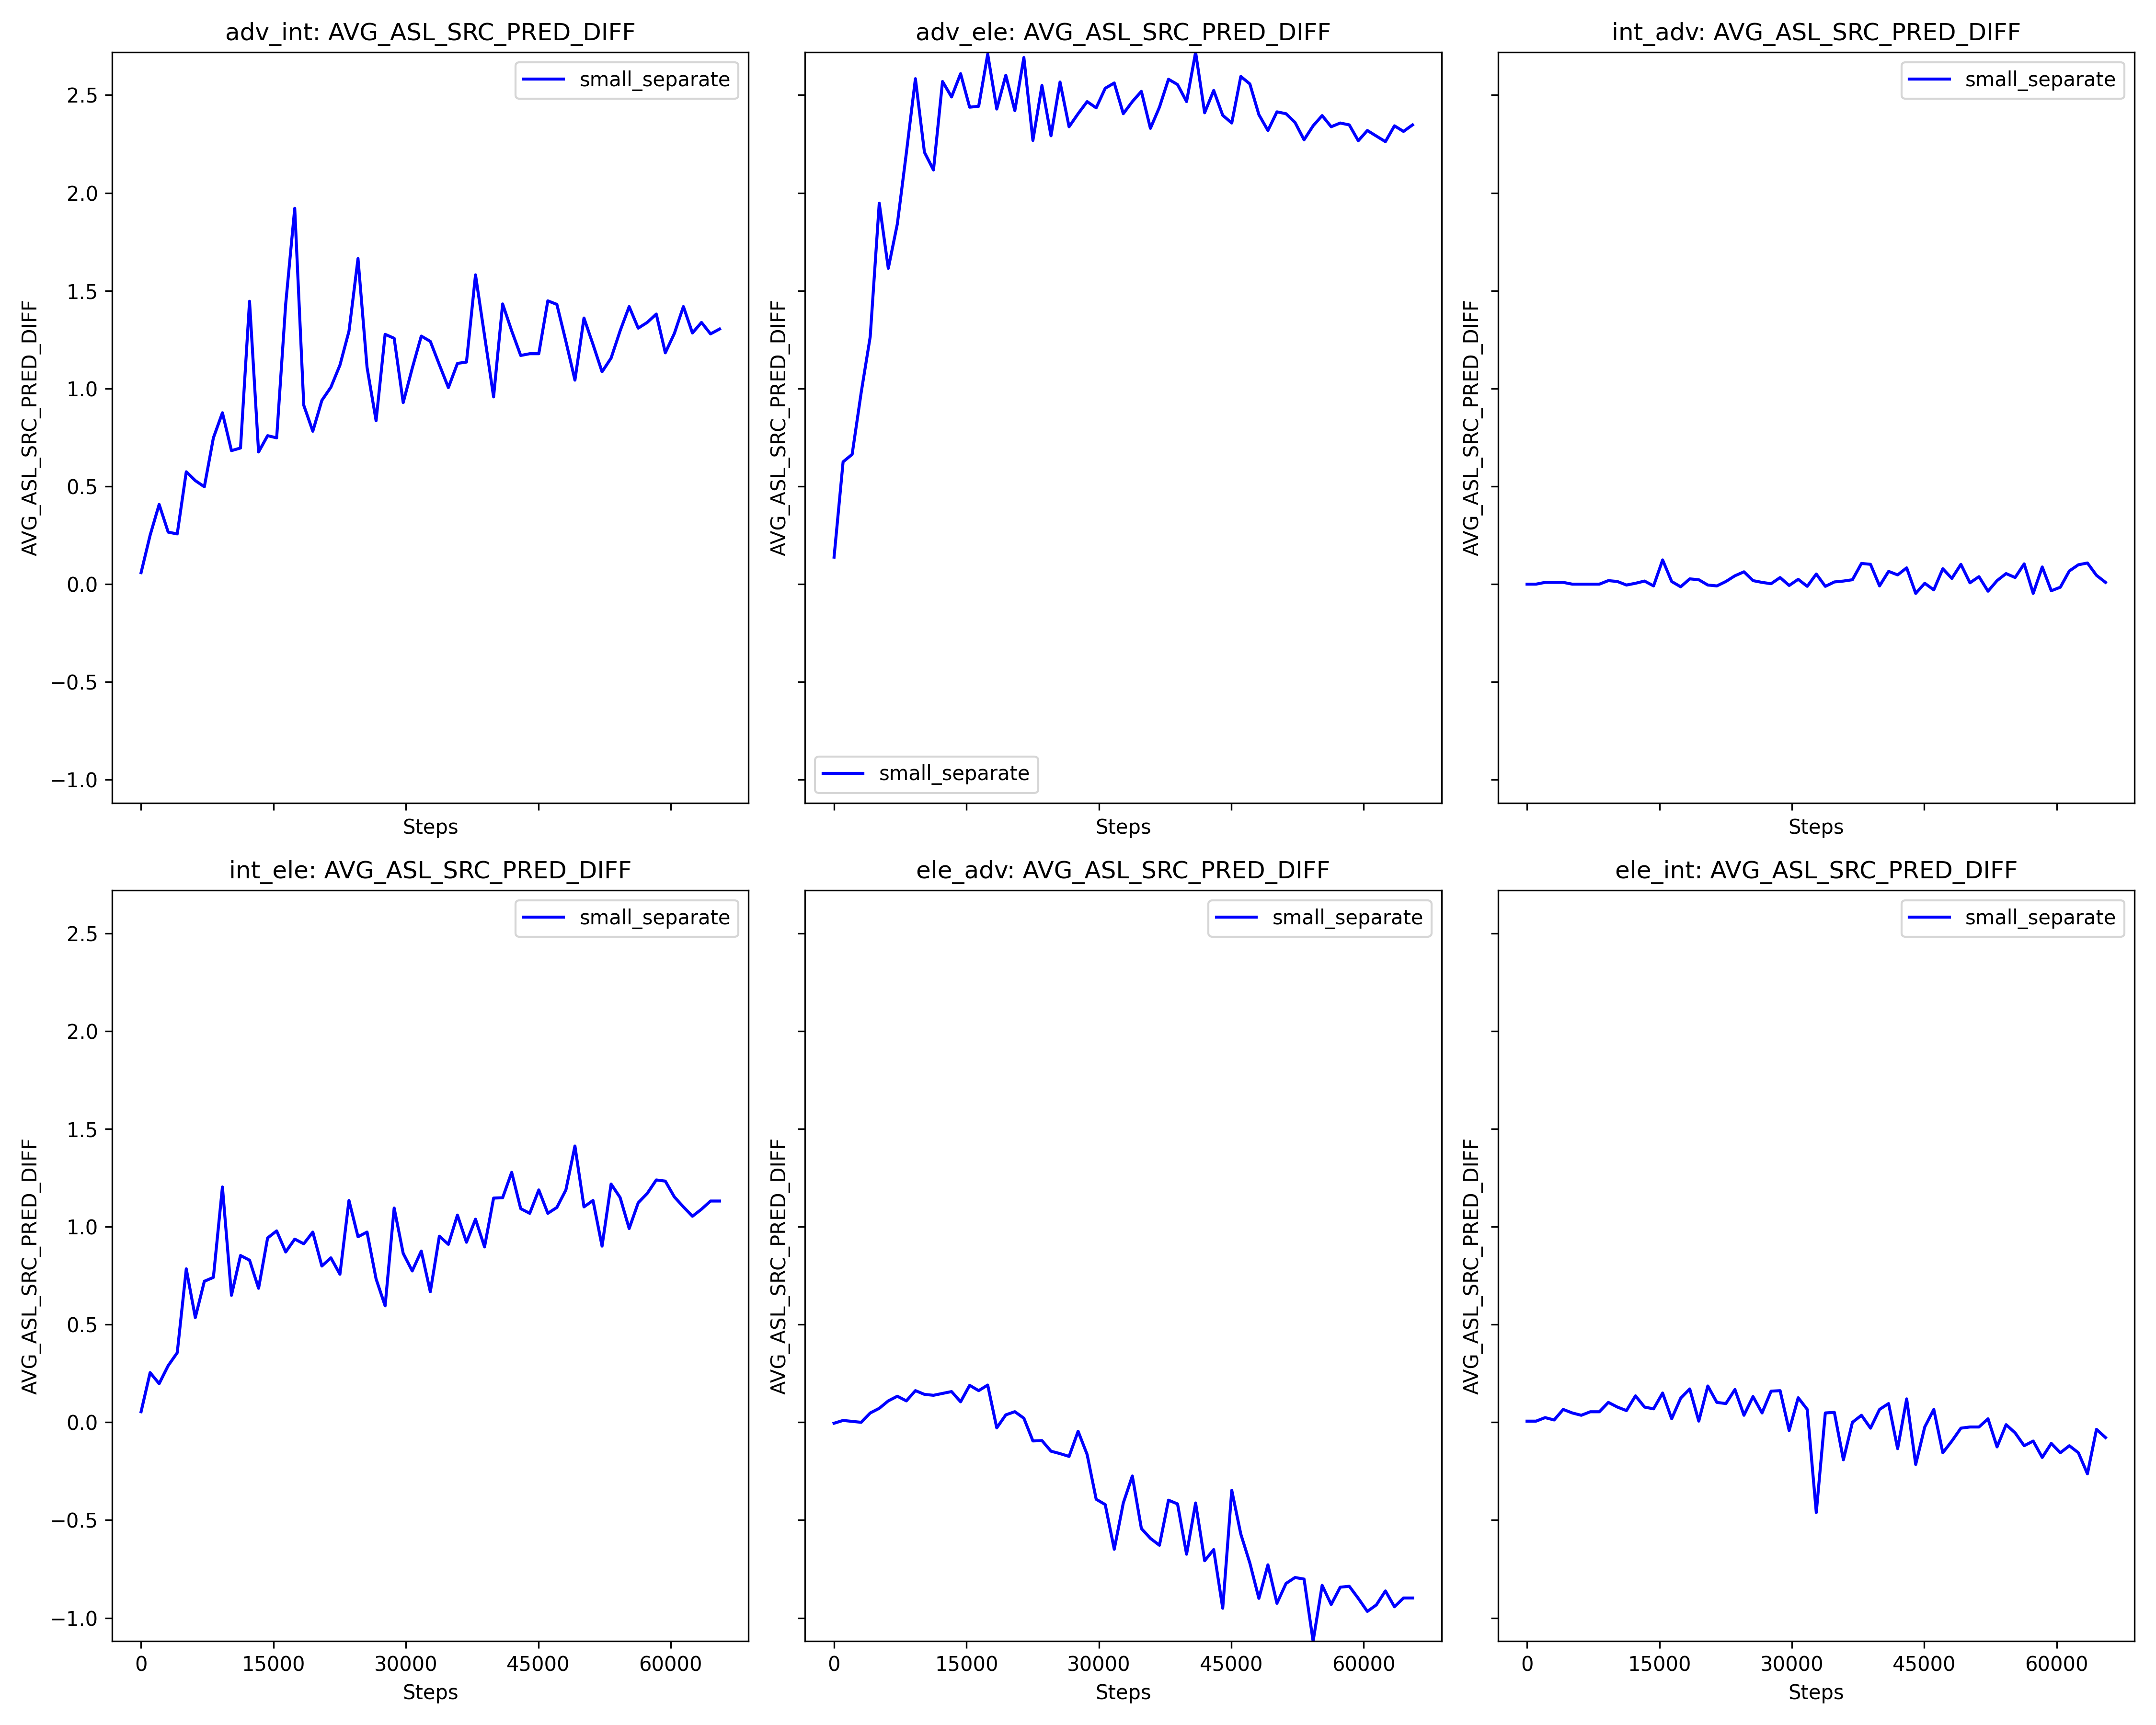 adv_int: AVG_ASL_SRC_PRED_DIFF
adv_ele: AVG_ASL_SRC_PRED_DIFF
int_adv: AVG_ASL_SRC_PRED_DIFF
small_separate
small_separate
small_separate
AVG_ASL_SRC_PRED_DIFF
AVG_ASL_SRC_PRED_DIFF
AVG_ASL_SRC_PRED_DIFF
2.5
2.0
1.5
1.0
0.5
0.0
−0.5
−1.0
Steps
Steps
Steps
int_ele: AVG_ASL_SRC_PRED_DIFF
ele_adv: AVG_ASL_SRC_PRED_DIFF
ele_int: AVG_ASL_SRC_PRED_DIFF
small_separate
small_separate
small_separate
AVG_ASL_SRC_PRED_DIFF
AVG_ASL_SRC_PRED_DIFF
AVG_ASL_SRC_PRED_DIFF
2.5
2.0
1.5
1.0
0.5
0.0
−0.5
−1.0
0 15000 30000 45000 60000
0 15000 30000 45000 60000
0 15000 30000 45000 60000
Steps
Steps
Steps